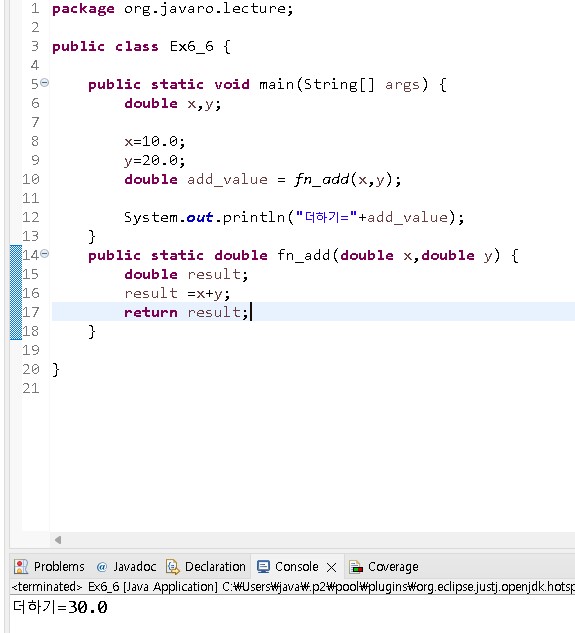 1 package org.javaro.lecture;
2
3 public class Ex6_6 {
4
5 public static void main(String[] args) {
6 double x,y;
7
8 x=10.0;
9 y=20.0;
10 double add_value = fn_add(x,y);
11
12 System.out.println("더하기="+add_value);
13 }
14 public static double fn_add(double x,double y) {
15 double result;
16 result =x+y;
17 return result;
18 }
19
20 }
21
Problems @ Javadoc Declaration Console Coverage
<terminated> Ex6_6 [Java Application] C:₩Users₩java₩.p2₩pool₩plugins₩org.eclipse.justj.openjdk.hotsp
더하기=30.0